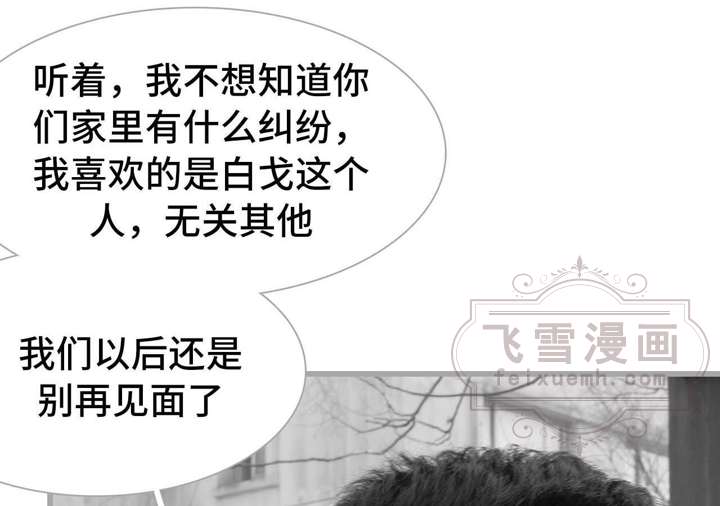 听着，我不想知道你
们家里有什么纠纷，
我喜欢的是白戈这个
人，无关其他
我们以后还是
别再见面了
飞雪漫画
feixuemh.com